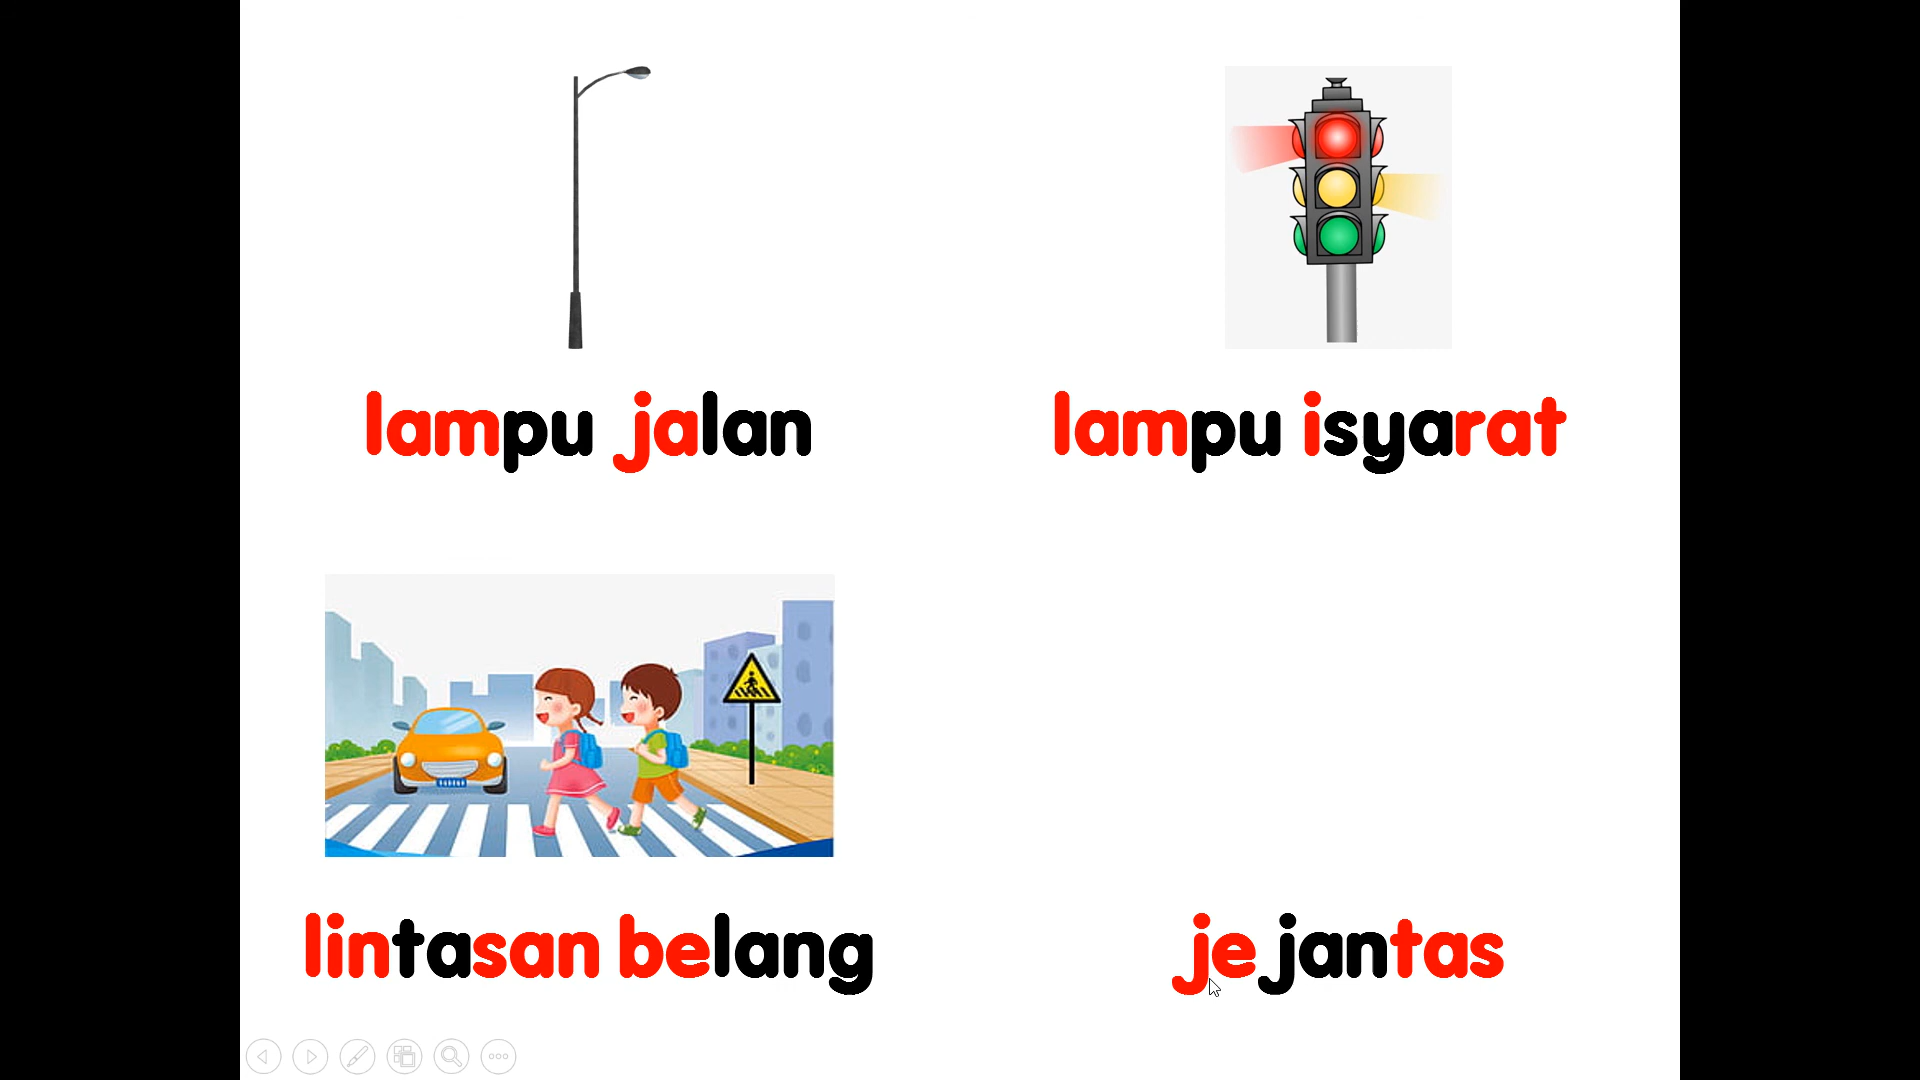 lampu jalan
lampu isyarat
lintasan belang
jejantas